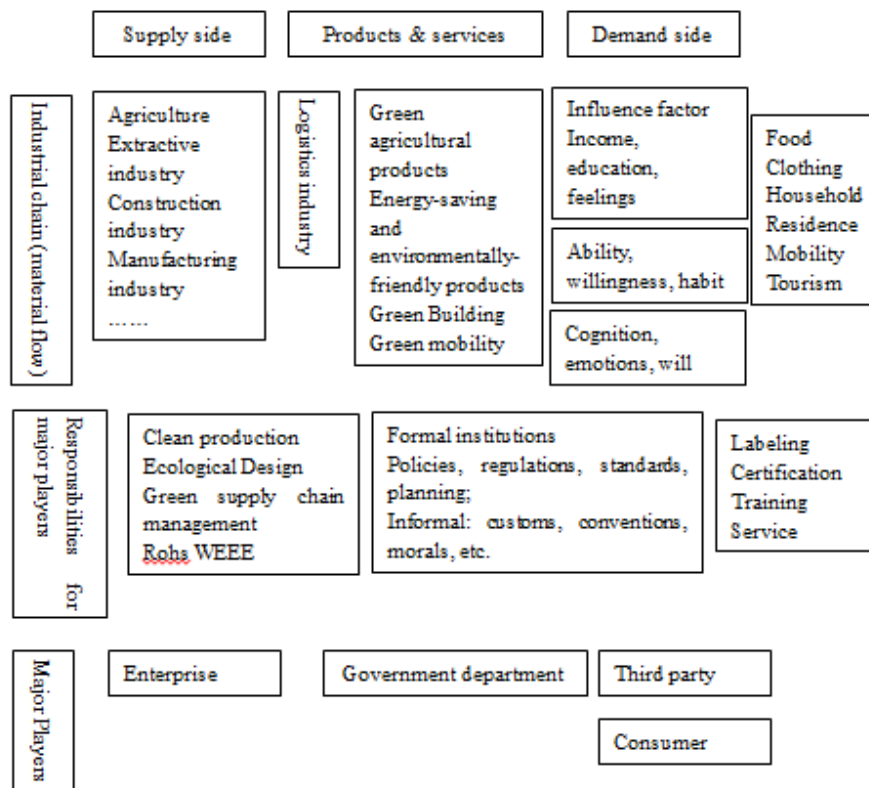 Supply side
Products & services
Demand side
Industrial chain (material flow)
Agriculture
Extractive
industry
Construction
industry
Manufacturing
industry
……
Logistics industry
Green
agricultural
products
Energy-saving
and
environmentally-
friendly products
Green Building
Green mobility
Influence factor
Income,
education,
feelings
Ability,
willingness, habit
Cognition,
emotions, will
Food
Clothing
Household
Residence
Mobility
Tourism
Responsibilities for
major players
Clean production
Ecological Design
Green supply chain
management
Rohs WEEE
Formal institutions
Policies, regulations, standards,
planning;
Informal: customs, conventions,
morals, etc.
Labeling
Certification
Training
Service
Major Players
Enterprise
Government department
Third party
Consumer